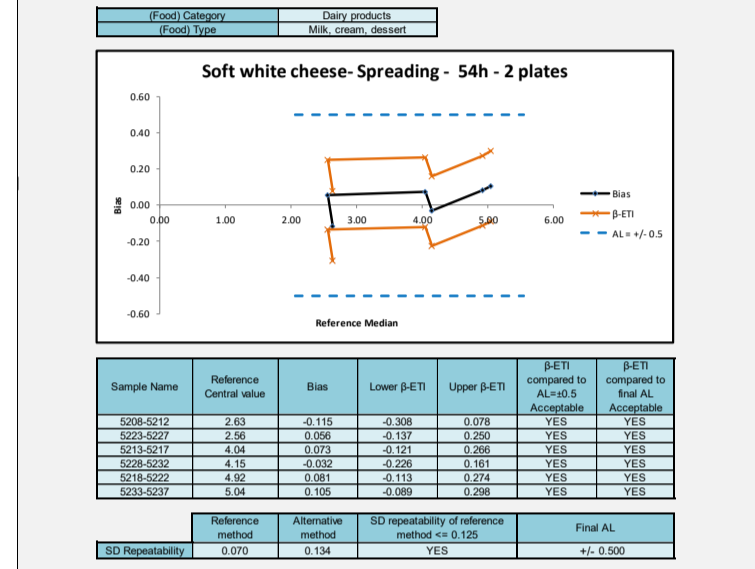 (Food) Category Dairy products
(Food) Type Milk, cream, dessert
Soft white cheese- Spreading - 54h - 2 plates
0.60
0.40
0.20
0.00
-0.20
-0.40
-0.60
Bias
0.00 1.00 2.00 3.00 4.00 5.00 6.00
Reference Median
Bias
β-ETI
AL = +/- 0.5
Sample Name Reference Central value Bias Lower β-ETI Upper β-ETI β-ETI compared to AL=±0.5 Acceptable β-ETI compared to final AL Acceptable
5208-5212 2.63 -0.115 -0.308 0.078 YES YES
5223-5227 2.56 0.056 -0.137 0.250 YES YES
5213-5217 4.04 0.073 -0.121 0.266 YES YES
5228-5232 4.15 -0.032 -0.226 0.161 YES YES
5218-5222 4.92 0.081 -0.113 0.274 YES YES
5233-5237 5.04 0.105 -0.089 0.298 YES YES
Reference method Alternative method SD repeatability of reference method <= 0.125 Final AL
SD Repeatability 0.070 0.134 YES +/- 0.500